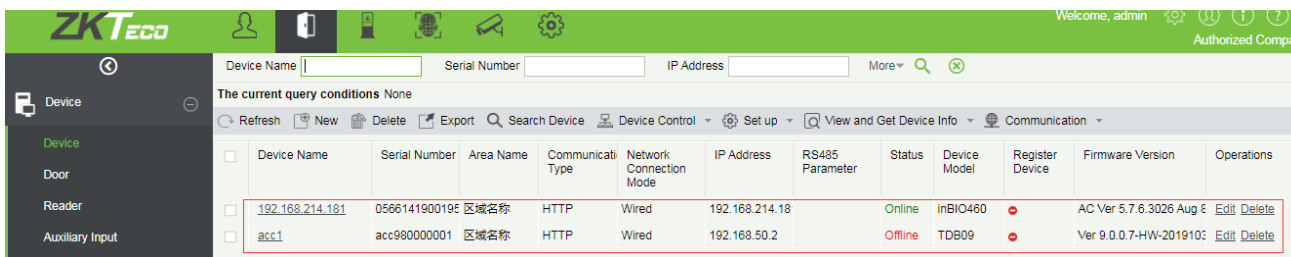 ZKTeco
Welcome, admin
Authorized Compa
Device Name Serial Number IP Address More
The current query conditions None
Refresh New Delete Export Search Device Device Control Set up View and Get Device Info Communication
Device
Device
Door
Reader
Auxiliary Input
Device Name Serial Number Area Name Communicati Type Network Connection Mode IP Address RS485 Parameter Status Device Model Register Device Firmware Version Operations
192.168.214.181 0566141900195 区域名称 HTTP Wired 192.168.214.18 Online inBIO460 AC Ver 5.7.6.3026 Aug 8 Edit Delete
acc1 acc980000001 区域名称 HTTP Wired 192.168.50.2 Offline TDB09 Ver 9.0.0.7-HW-2019103 Edit Delete